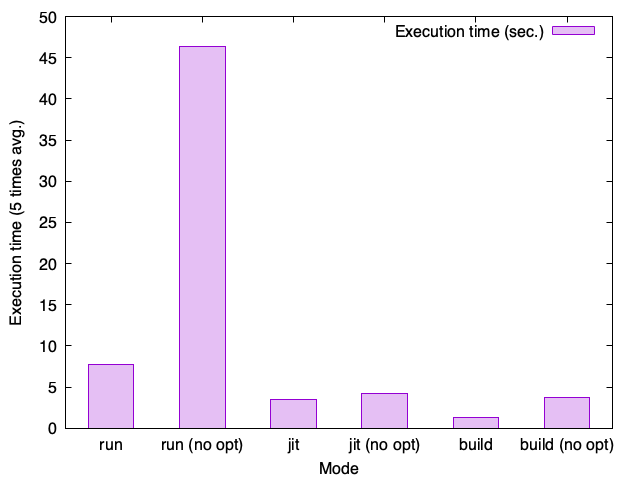 Execution time (sec.)
50
45
40
35
30
25
20
15
10
5
0
Execution time (5 times avg.)
run
run (no opt)
jit
jit (no opt)
build
build (no opt)
Mode